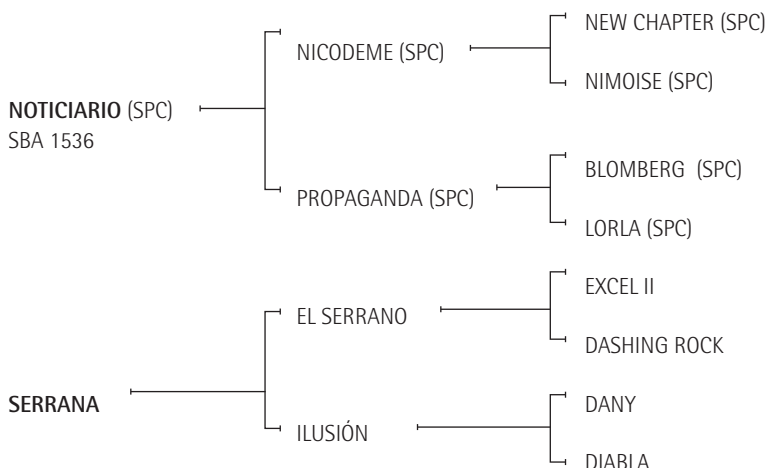 NEW CHAPTER (SPC)
NICODEME (SPC)
NIMOISE (SPC)
NOTICIARIO (SPC)
SBA 1536
BLOMBERG (SPC)
PROPAGANDA (SPC)
LORLA (SPC)
EXCEL II
EL SERRANO
DASHING ROCK
SERRANA
DANY
ILUSIÓN
DIABLA